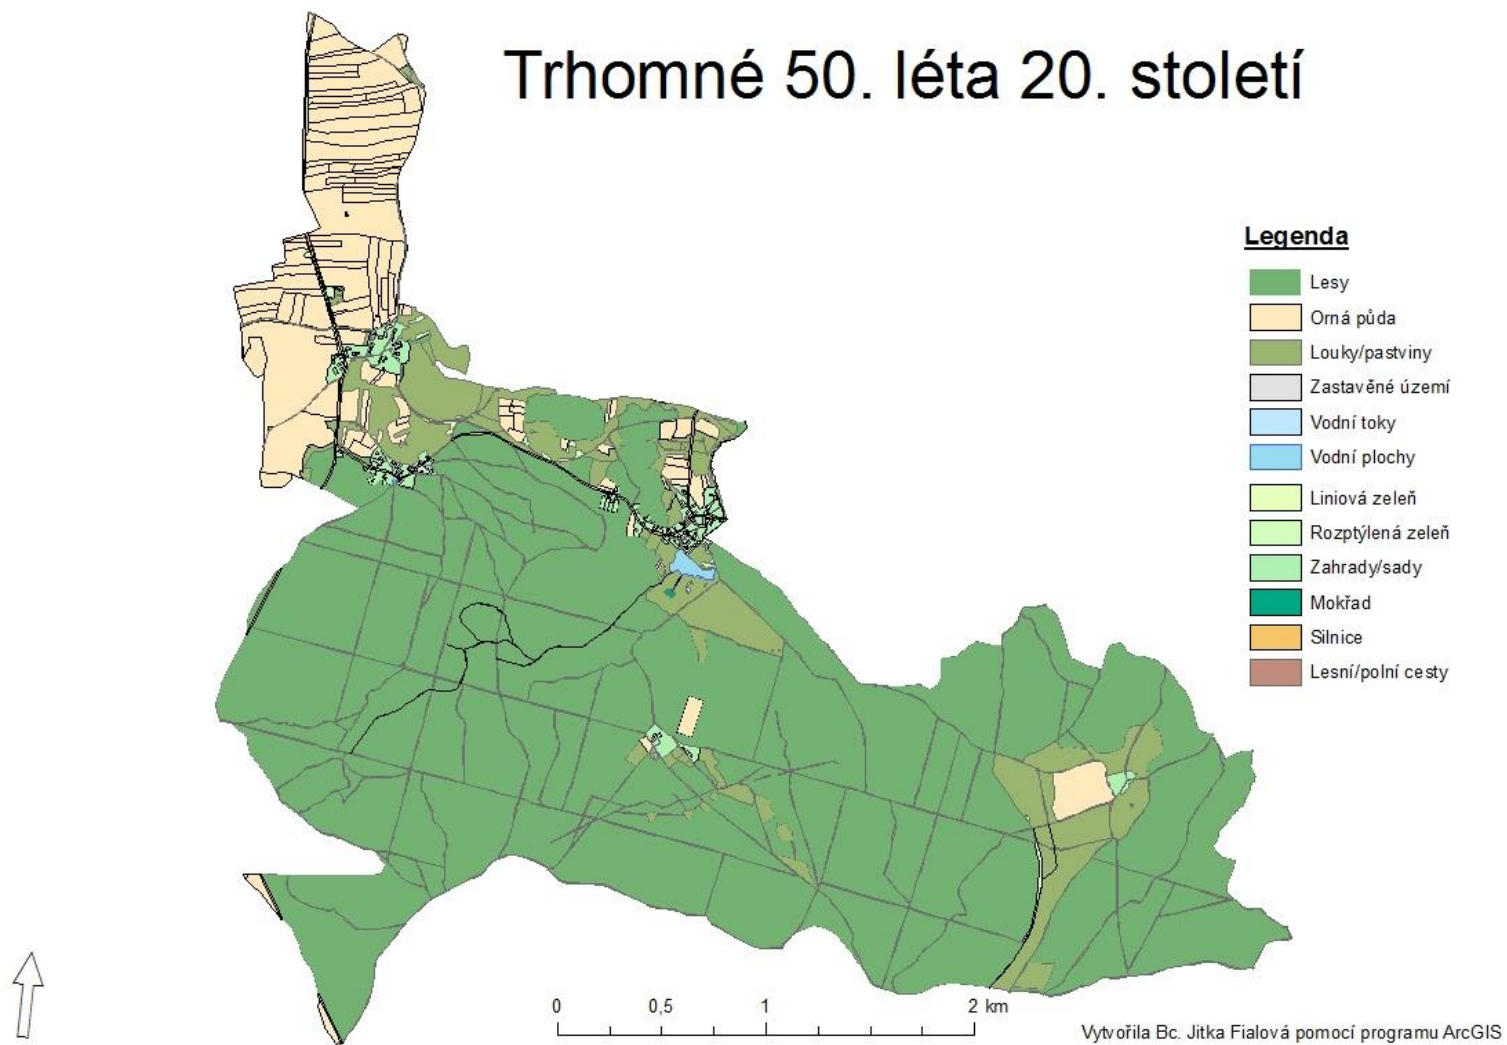 Trhomné 50. léta 20. století
Legenda
Lesy
Orná půda
Louky/pastviny
Zastavěné území
Vodní toky
Vodní plochy
Liniová zeleň
Rozptýlená zeleň
Zahrady/sady
Mokřad
Silnice
Lesní/polní cesty
0 0,5 1 2 km
Vytvořila Bc. Jitka Fialová pomocí programu ArcGIS